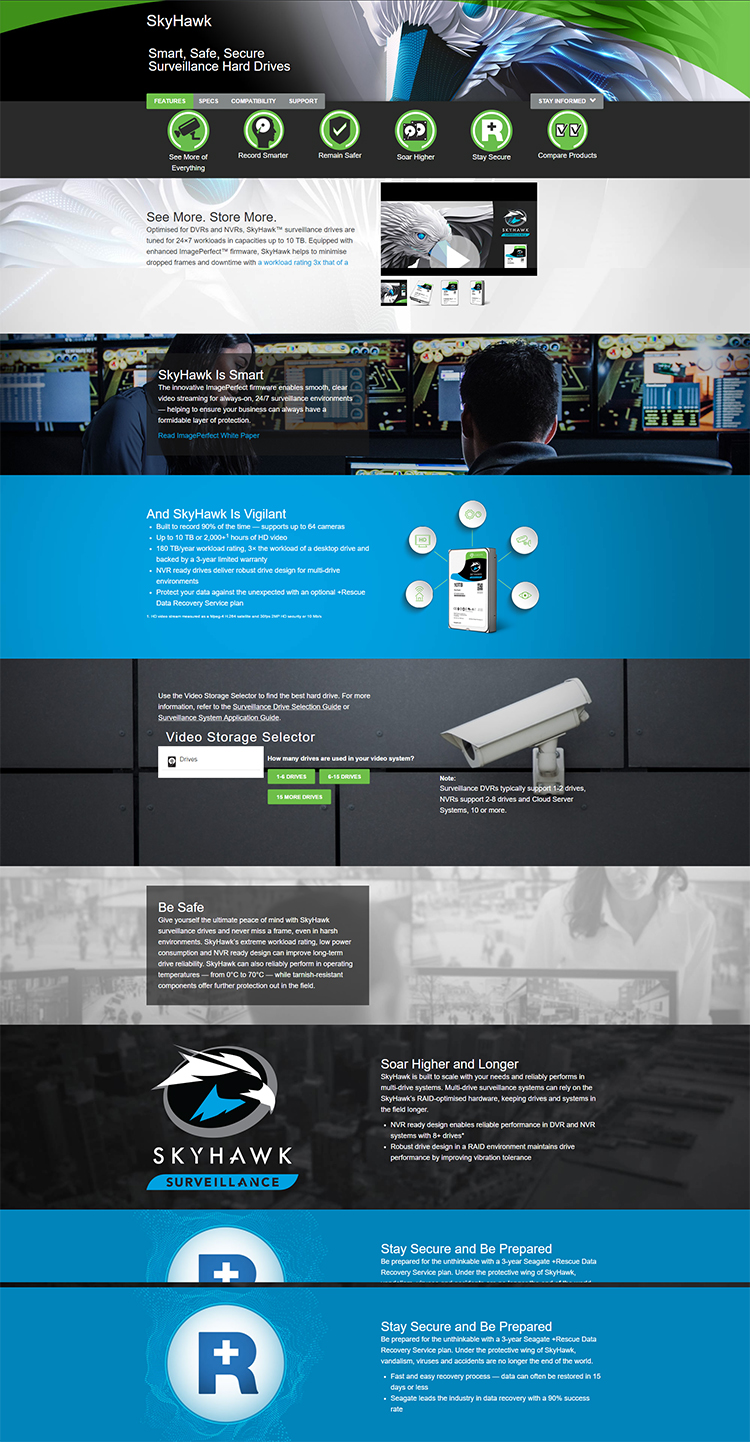 SkyHawk
Smart, Safe, Secure
Surveillance Hard Drives
FEATURES SPECS COMPATIBILITY SUPPORT
STAY INFORMED
See More of
Everything
Record Smarter
Remain Safer
Soar Higher
Stay Secure
Compare Products
See More. Store More.
Optimised for DVRs and NVRs, SkyHawk™ surveillance drives are
tuned for 24×7 workloads in capacities up to 10 TB. Equipped with
enhanced ImagePerfect™ firmware, SkyHawk helps to minimise
dropped frames and downtime with a workload rating 3x that of a
SKYHAWK
SkyHawk Is Smart
The innovative ImagePerfect firmware enables smooth, clear
video streaming for always-on, 24/7 surveillance environments
— helping to ensure your business can always have a
formidable layer of protection.
Read ImagePerfect White Paper
And SkyHawk Is Vigilant
• Built to record 90% of the time — supports up to 64 cameras
• Up to 10 TB or 2,000+¹ hours of HD video
• 180 TB/year workload rating, 3× the workload of a desktop drive and
backed by a 3-year limited warranty
• NVR ready drives deliver robust drive design for multi-drive
environments
• Protect your data against the unexpected with an optional +Rescue
Data Recovery Service plan
HD
10TB
Use the Video Storage Selector to find the best hard drive. For more
information, refer to the Surveillance Drive Selection Guide or
Surveillance System Application Guide.
Video Storage Selector
Drives
How many drives are used in your video system?
1-6 DRIVES
6-15 DRIVES
15 MORE DRIVES
Note:
Surveillance DVRs typically support 1-2 drives,
NVRs support 2-8 drives and Cloud Server
Systems, 10 or more.
Be Safe
Give yourself the ultimate peace of mind with SkyHawk
surveillance drives and never miss a frame, even in harsh
environments. SkyHawk's extreme workload rating, low power
consumption and NVR ready design can improve long-term
drive reliability. SkyHawk can also reliably perform in operating
temperatures — from 0°C to 70°C — while tarnish-resistant
components offer further protection out in the field.
SKYHAWK
SURVEILLANCE
Soar Higher and Longer
SkyHawk is built to scale with your needs and reliably performs in
multi-drive systems. Multi-drive surveillance systems can rely on the
SkyHawk's RAID-optimised hardware, keeping drives and systems in
the field longer.
• NVR ready design enables reliable performance in DVR and NVR
systems with 8+ drives*
• Robust drive design in a RAID environment maintains drive
performance by improving vibration tolerance
R
Stay Secure and Be Prepared
Be prepared for the unthinkable with a 3-year Seagate +Rescue Data
Recovery Service plan. Under the protective wing of SkyHawk,
R
Stay Secure and Be Prepared
Be prepared for the unthinkable with a 3-year Seagate +Rescue Data
Recovery Service plan. Under the protective wing of SkyHawk,
vandalism, viruses and accidents are no longer the end of the world.
• Fast and easy recovery process — data can often be restored in 15
days or less
• Seagate leads the industry in data recovery with a 90% success
rate